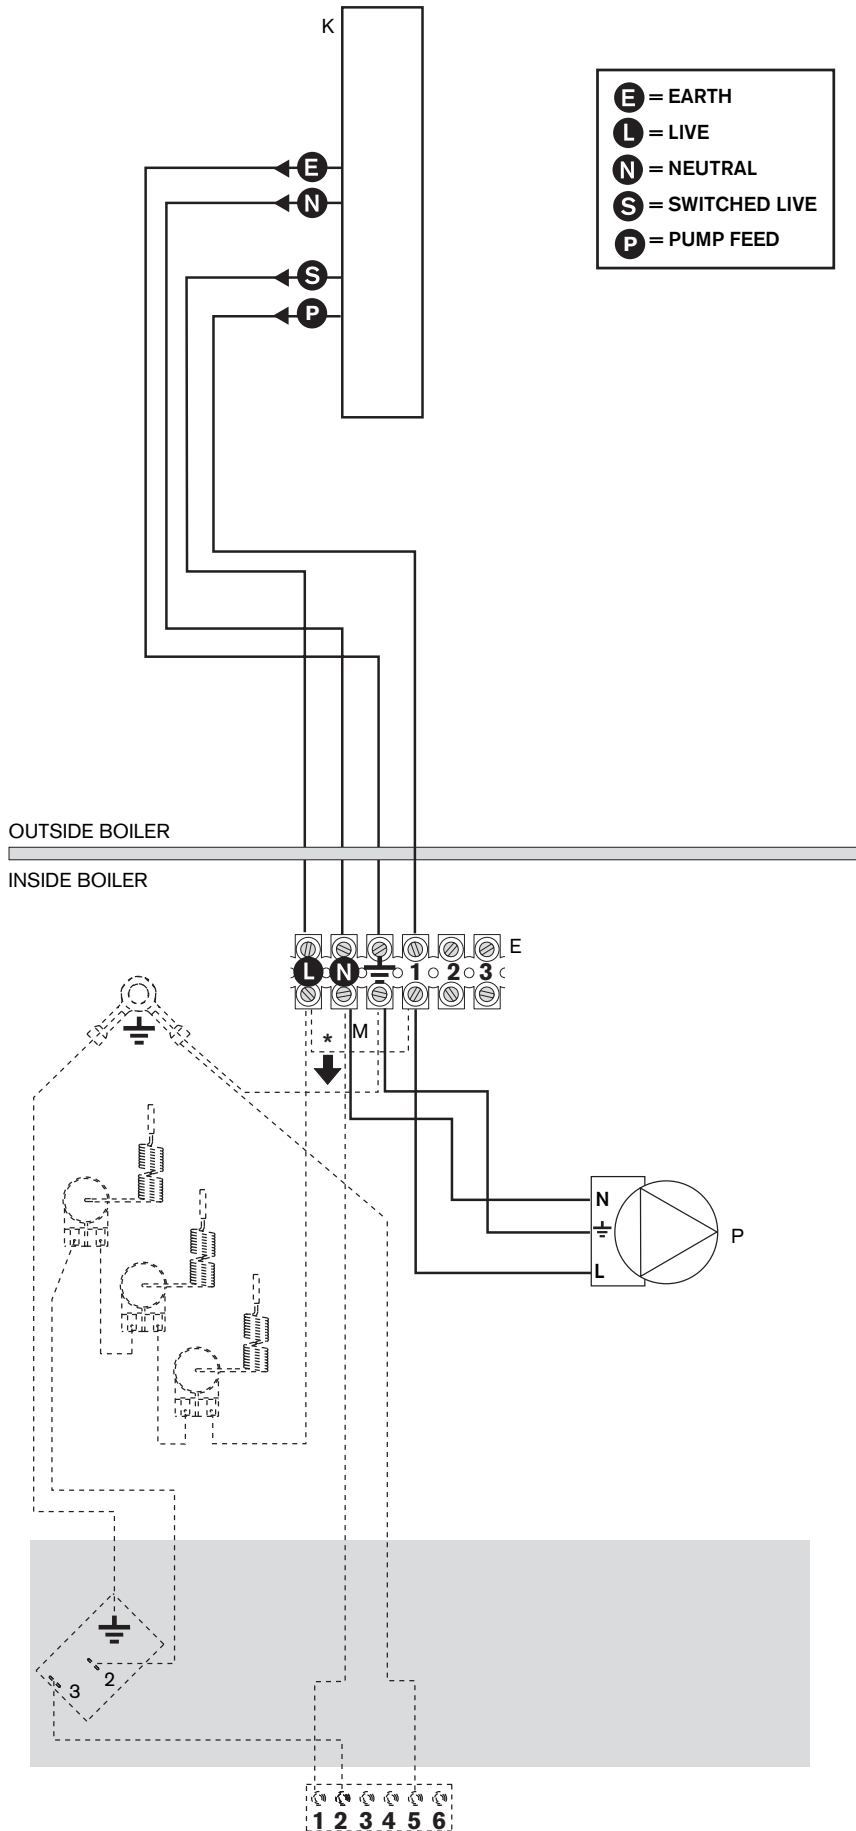 K
E = EARTH
L = LIVE
N = NEUTRAL
S = SWITCHED LIVE
P = PUMP FEED
E
N
S
P
OUTSIDE BOILER
INSIDE BOILER
E
L N 1 2 3
* M
N
P
L
2
3
1 2 3 4 5 6